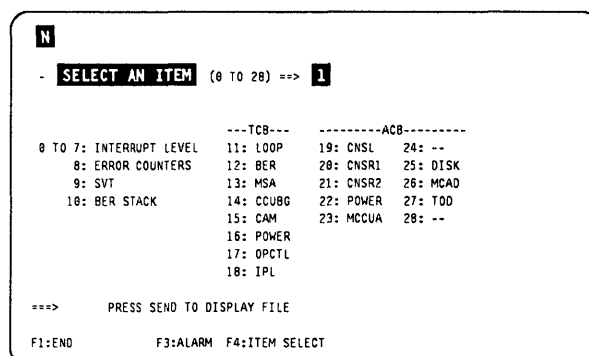 N
- SELECT AN ITEM (0 TO 28) ==> 1
---TCB--- ---------ACB---------
0 TO 7: INTERRUPT LEVEL 11: LOOP 19: CNSL 24: --
8: ERROR COUNTERS 12: BER 20: CNSR1 25: DISK
9: SVT 13: MSA 21: CNSR2 26: MCAD
10: BER STACK 14: CCUBG 22: POWER 27: TOD
15: CAM 23: MCCUA 28: --
16: POWER
17: OPCTL
18: IPL
===> PRESS SEND TO DISPLAY FILE
F1:END F3:ALARM F4:ITEM SELECT